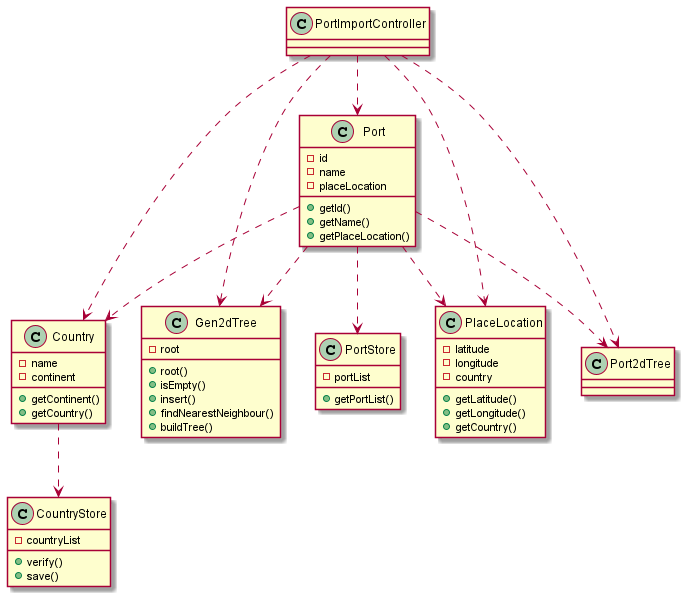 C PortImportController
C Port
id
name
placeLocation
getId()
getName()
getPlaceLocation()
C Country
name
continent
getContinent()
getCountry()
C Gen2dTree
root
root()
isEmpty()
insert()
findNearestNeighbour()
buildTree()
C PortStore
portList
getPortList()
C PlaceLocation
latitude
longitude
country
getLatitude()
getLongitude()
getCountry()
C Port2dTree
C CountryStore
countryList
verify()
save()